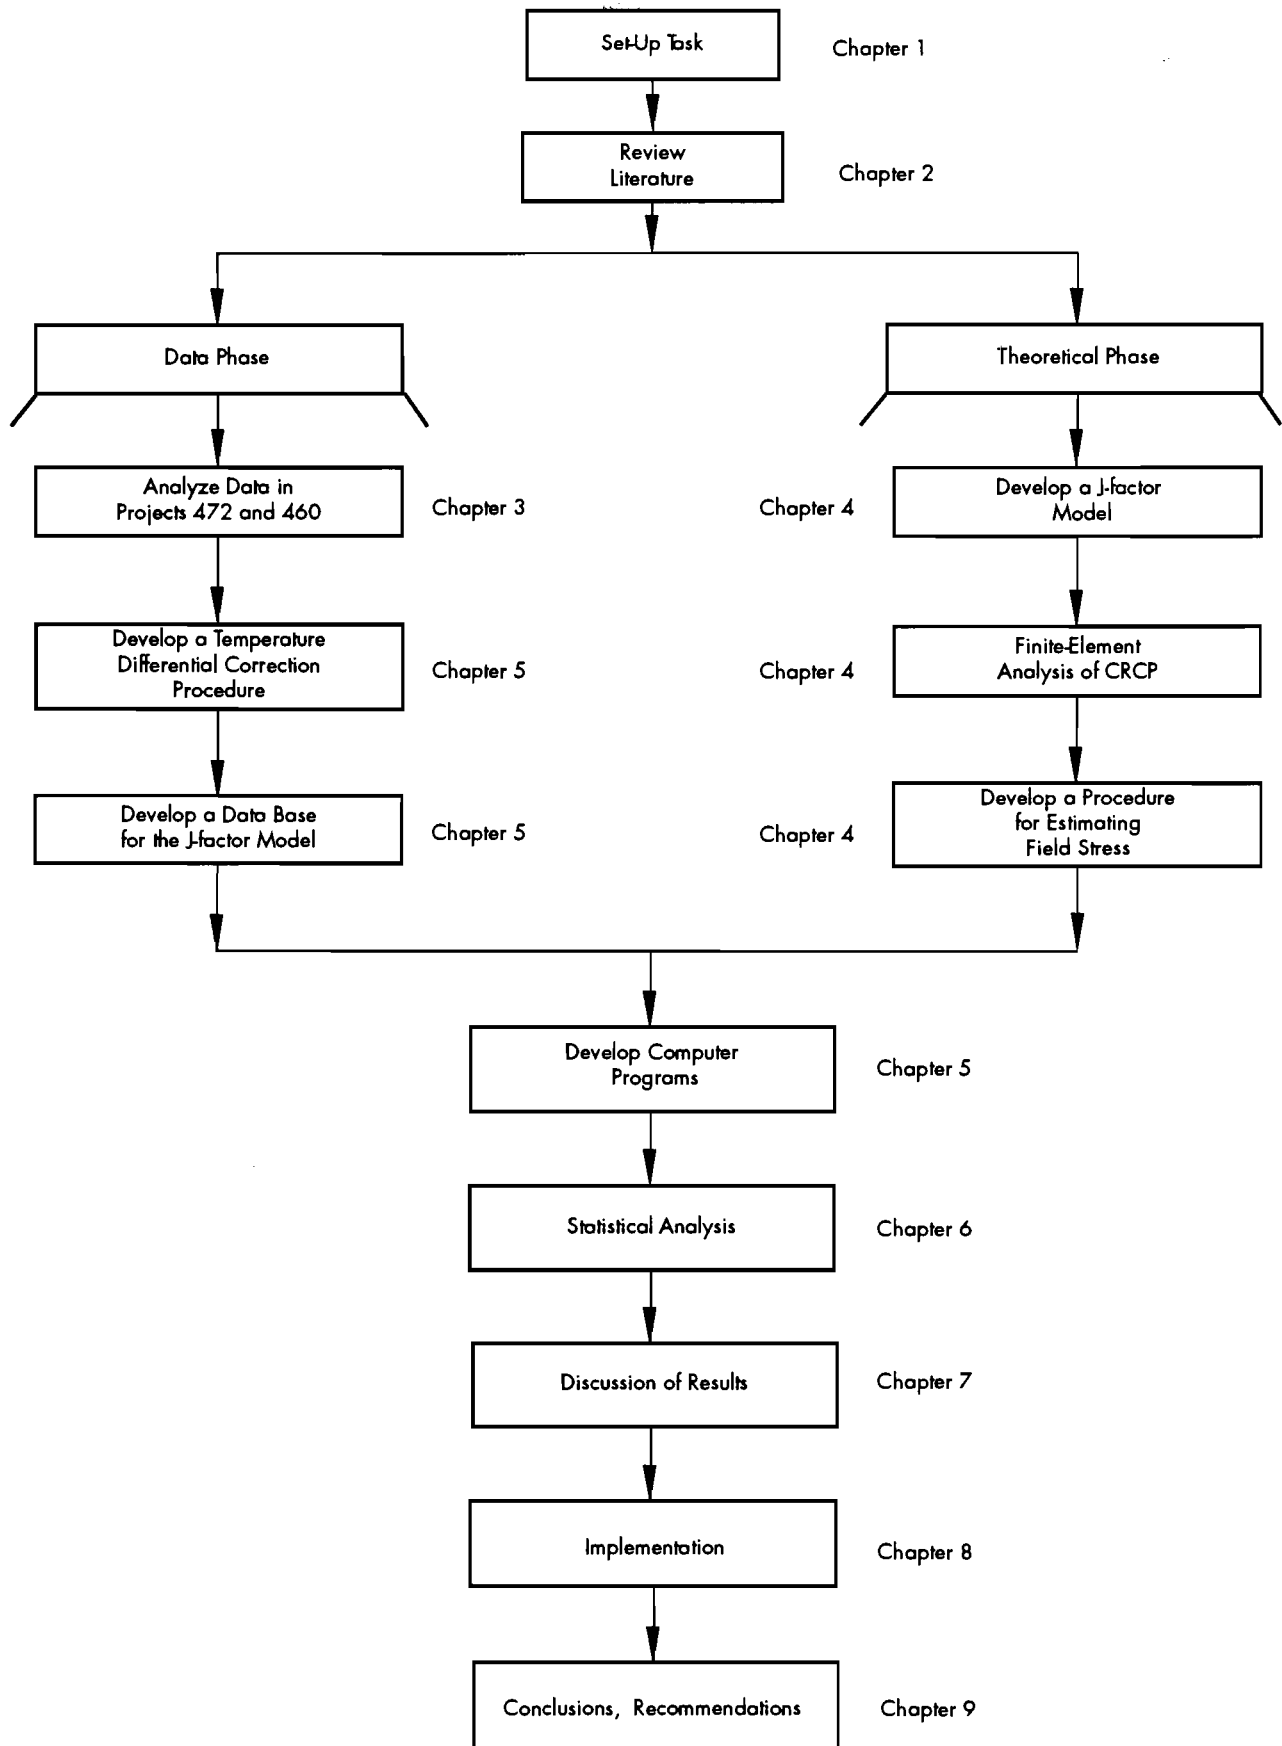 Set-Up Task
Chapter 1
Review
Literature
Chapter 2
Data Phase
Theoretical Phase
Analyze Data in
Projects 472 and 460
Chapter 3
Chapter 4
Develop a J-factor
Model
Develop a Temperature
Differential Correction
Procedure
Chapter 5
Chapter 4
Finite-Element
Analysis of CRCP
Develop a Data Base
for the J-factor Model
Chapter 5
Chapter 4
Develop a Procedure
for Estimating
Field Stress
Develop Computer
Programs
Chapter 5
Statistical Analysis
Chapter 6
Discussion of Results
Chapter 7
Implementation
Chapter 8
Conclusions, Recommendations
Chapter 9